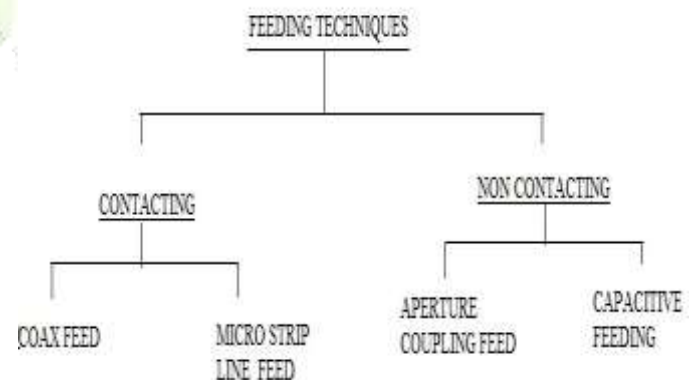 FEEDING TECHNIQUES
CONTACTING
NON CONTACTING
COAX FEED
MICRO STRIP
LINE FEED
APERTURE
COUPLING FEED
CAPACITIVE
FEEDING